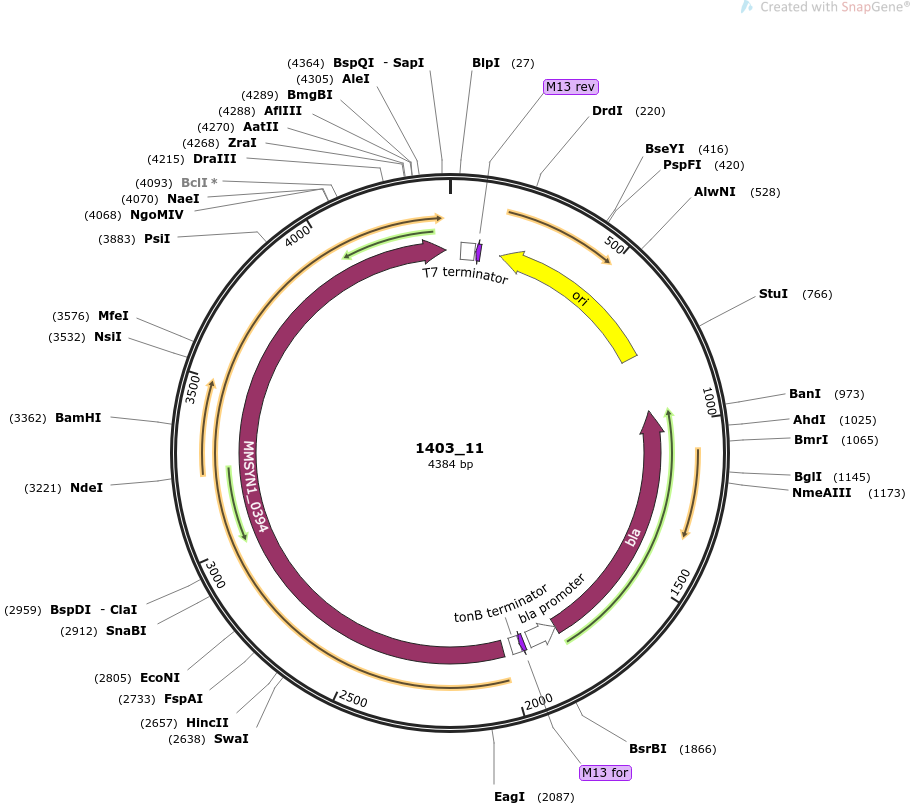 Created with SnapGene®
(4364) BspQI - SapI
(4305) AleI
(4289) BmgBI
(4288) AflIII
(4270) AatII
(4268) ZraI
(4215) DraIII
(4093) BclI *
(4070) NaeI
(4068) NgoMIV
(3883) PsiI
(3576) MfeI
(3532) NsiI
(3362) BamHI
(3221) NdeI
(2959) BspDI - ClaI
(2912) SnaBI
(2805) EcoNI
(2733) FspAI
(2657) HincII
(2638) SwaI
BlpI (27)
M13 rev
DrdI (220)
BseYI (416)
PspFI (420)
AlwNI (528)
StuI (766)
BanI (973)
AhdI (1025)
BmrI (1065)
BglI (1145)
NmeAIII (1173)
BsrBI (1866)
M13 for
EagI (2087)
500
1000
1500
2000
2500
3000
3500
4000
T7 terminator
ori
bla
bla promoter
tonB terminator
MMSYN1_0394
1403_11
4384 bp